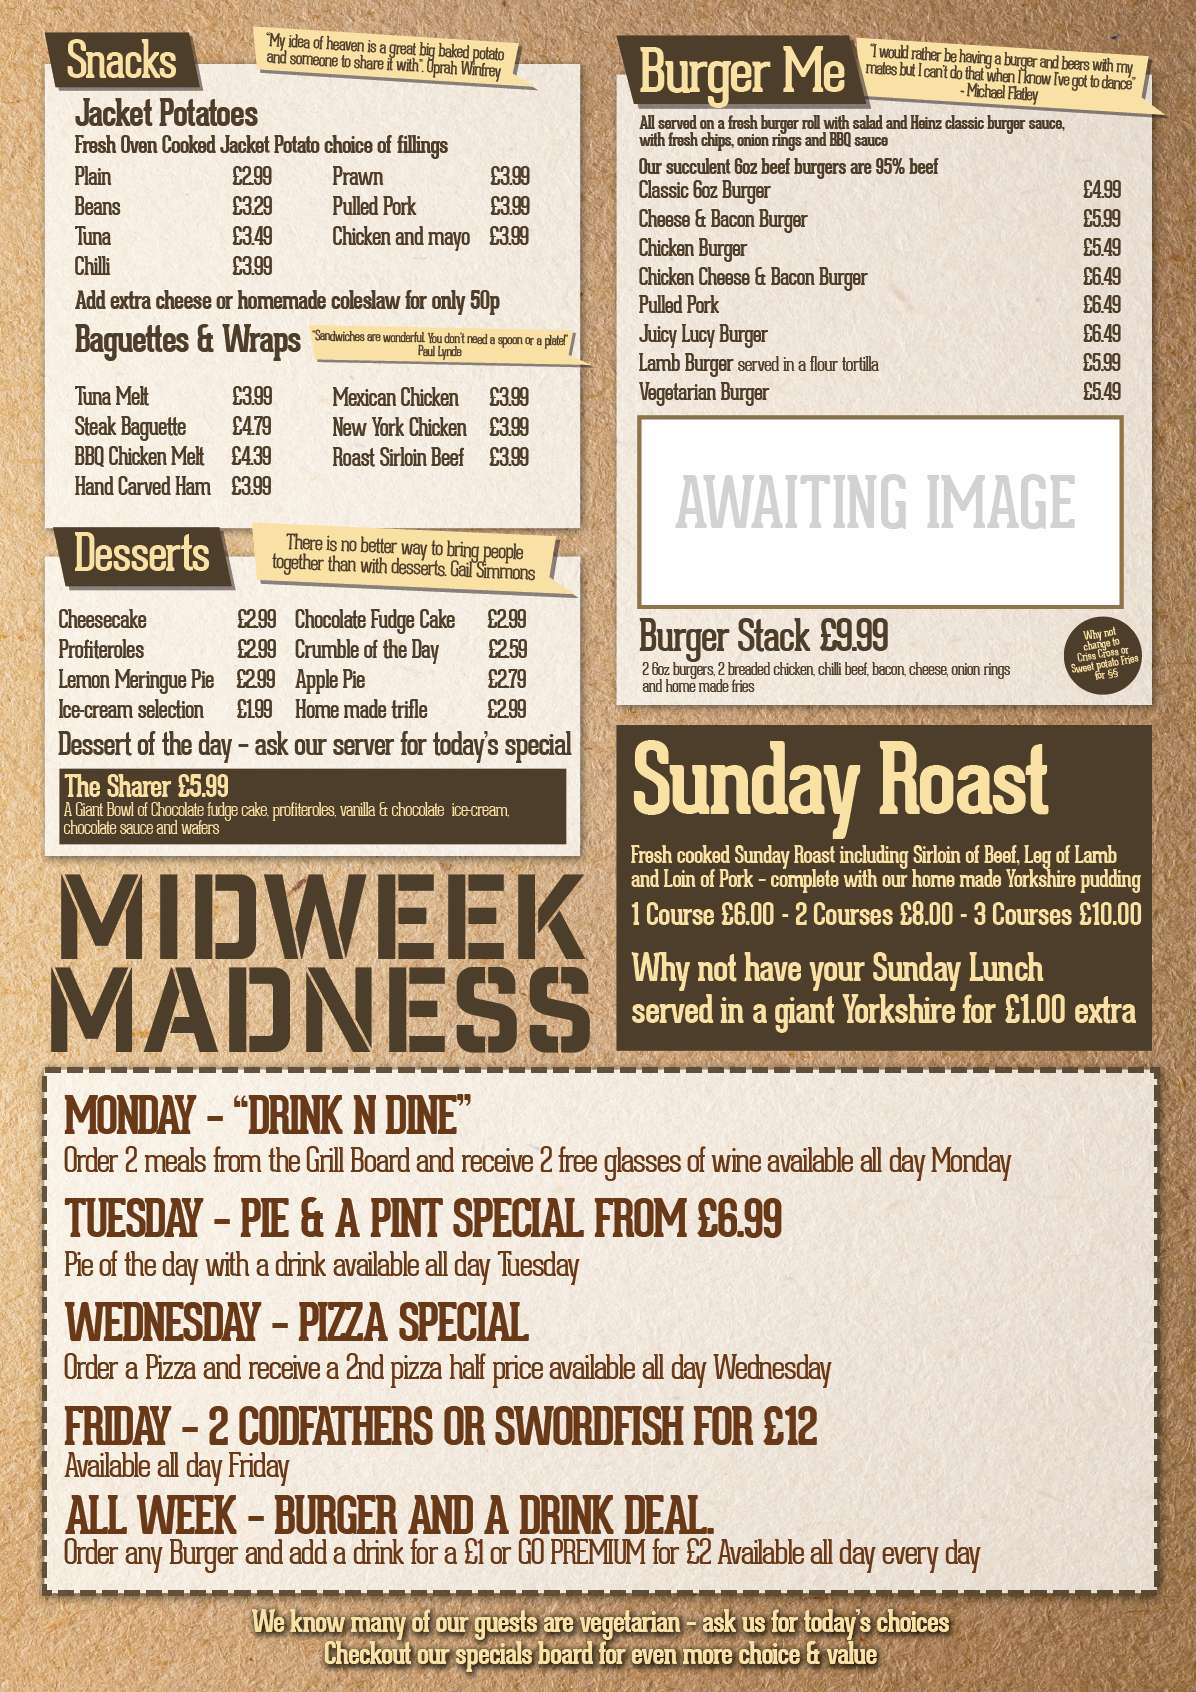 Snacks
"My idea of heaven is a great big baked potato
and someone to share it with". Oprah Winfrey
Jacket Potatoes
Fresh Oven Cooked Jacket Potato choice of fillings
Plain £2.99 Prawn £3.99
Beans £3.29 Pulled Pork £3.99
Tuna £3.49 Chicken and mayo £3.99
Chilli £3.99
Add extra cheese or homemade coleslaw for only 50p
Baguettes & Wraps
"Sandwiches are wonderful. You don't need a spoon or a plate!"
Paul Lynde
Tuna Melt £3.99 Mexican Chicken £3.99
Steak Baguette £4.79 New York Chicken £3.99
BBQ Chicken Melt £4.39 Roast Sirloin Beef £3.99
Hand Carved Ham £3.99
Desserts
There is no better way to bring people
together than with desserts. Gail Simmons
Cheesecake £2.99 Chocolate Fudge Cake £2.99
Profiteroles £2.99 Crumble of the Day £2.59
Lemon Meringue Pie £2.99 Apple Pie £2.79
Ice-cream selection £1.99 Home made trifle £2.99
Dessert of the day - ask our server for today's special
The Sharer £5.99
A Giant Bowl of Chocolate fudge cake, profiteroles, vanilla & chocolate ice-cream,
chocolate sauce and wafers
Burger Me
"I would rather be having a burger and beers with my
mates but I can't do that when I know I've got to dance"
- Michael Flatley
All served on a fresh burger roll with salad and Heinz classic burger sauce,
with fresh chips, onion rings and BBQ sauce
Our succulent 6oz beef burgers are 95% beef
Classic 6oz Burger £4.99
Cheese & Bacon Burger £5.99
Chicken Burger £5.49
Chicken Cheese & Bacon Burger £6.49
Pulled Pork £6.49
Juicy Lucy Burger £6.49
Lamb Burger served in a flour tortilla £5.99
Vegetarian Burger £5.49
AWAITING IMAGE
Burger Stack £9.99
2 6oz burgers, 2 breaded chicken, chilli beef, bacon, cheese, onion rings
and home made fries
Why not
change to
Criss Cross or
Sweet potato Fries
for §§
Sunday Roast
Fresh cooked Sunday Roast including Sirloin of Beef, Leg of Lamb
and Loin of Pork - complete with our home made Yorkshire pudding
1 Course £6.00 - 2 Courses £8.00 - 3 Courses £10.00
Why not have your Sunday Lunch
served in a giant Yorkshire for £1.00 extra
MIDWEEK
MADNESS
MONDAY - "DRINK N DINE"
Order 2 meals from the Grill Board and receive 2 free glasses of wine available all day Monday
TUESDAY - PIE & A PINT SPECIAL FROM £6.99
Pie of the day with a drink available all day Tuesday
WEDNESDAY - PIZZA SPECIAL
Order a Pizza and receive a 2nd pizza half price available all day Wednesday
FRIDAY - 2 CODFATHERS OR SWORDFISH FOR £12
Available all day Friday
ALL WEEK - BURGER AND A DRINK DEAL.
Order any Burger and add a drink for a £1 or GO PREMIUM for £2 Available all day every day
We know many of our guests are vegetarian - ask us for today's choices
Checkout our specials board for even more choice & value